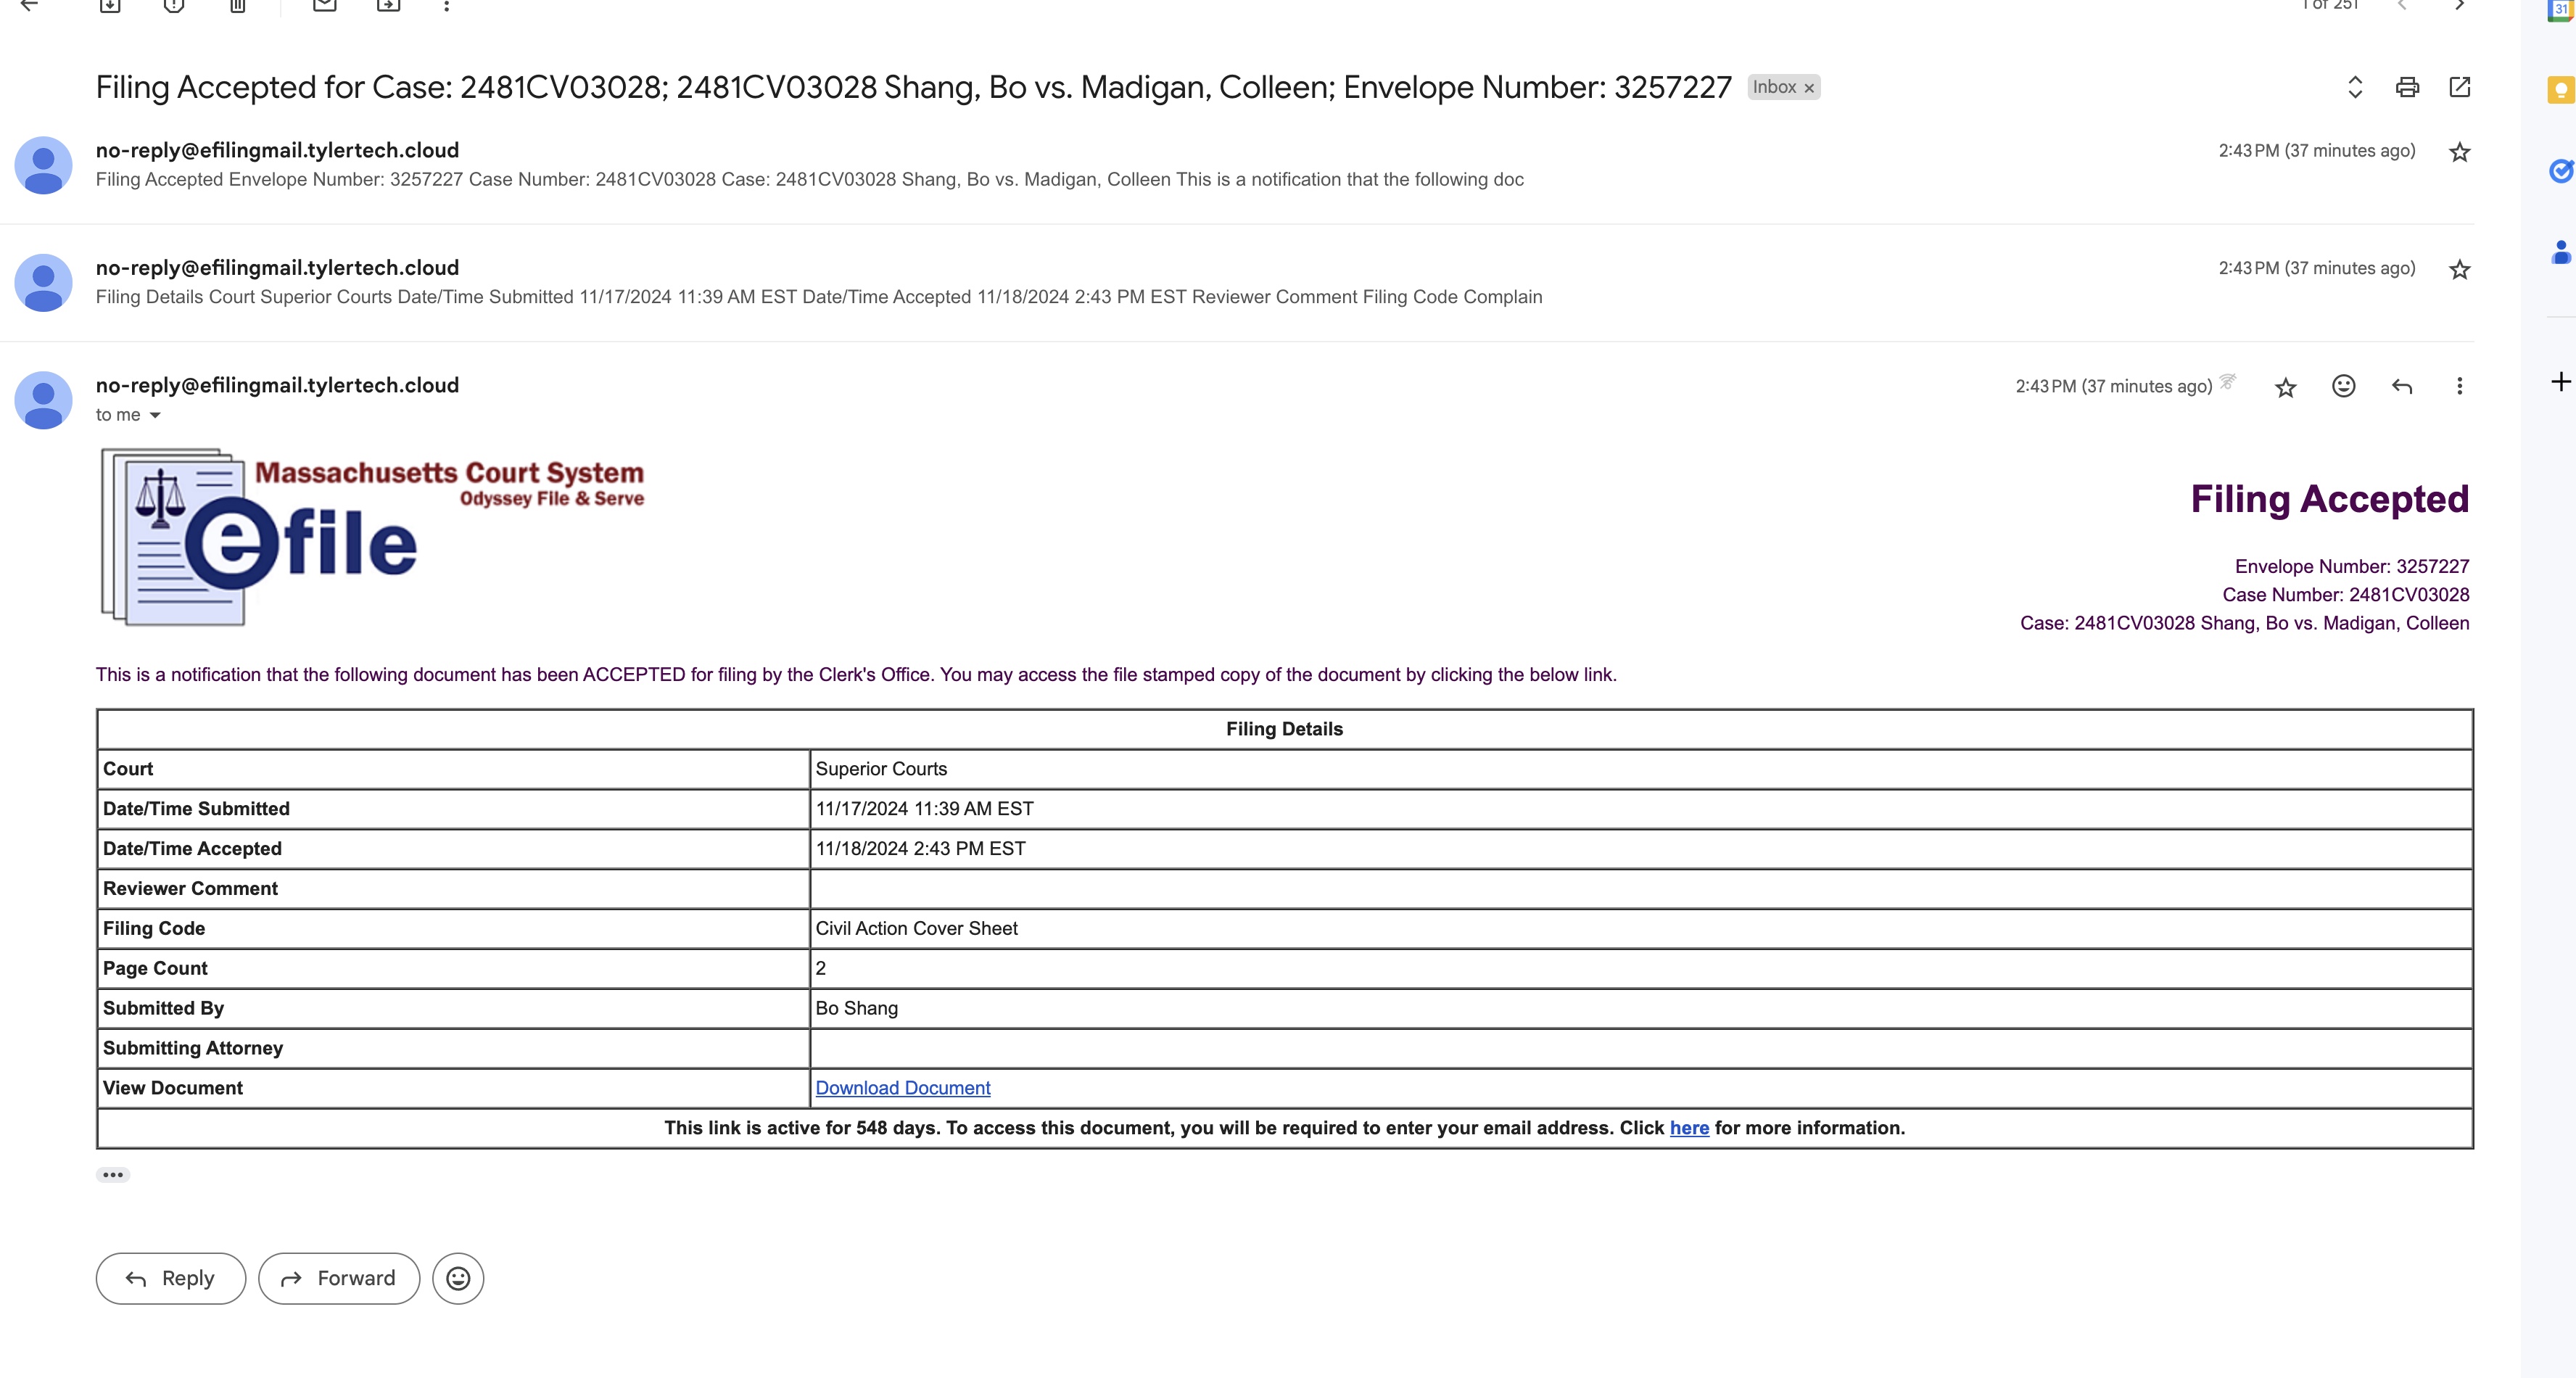 1 of 251
31
Filing Accepted for Case: 2481CV03028; 2481CV03028 Shang, Bo vs. Madigan, Colleen; Envelope Number: 3257227 Inbox ×
no-reply@efilingmail.tylertech.cloud 2:43 PM (37 minutes ago)
Filing Accepted Envelope Number: 3257227 Case Number: 2481CV03028 Case: 2481CV03028 Shang, Bo vs. Madigan, Colleen This is a notification that the following doc
no-reply@efilingmail.tylertech.cloud 2:43 PM (37 minutes ago)
Filing Details Court Superior Courts Date/Time Submitted 11/17/2024 11:39 AM EST Date/Time Accepted 11/18/2024 2:43 PM EST Reviewer Comment Filing Code Complain
no-reply@efilingmail.tylertech.cloud 2:43 PM (37 minutes ago)
to me
Massachusetts Court System
Odyssey File & Serve
efile
Filing Accepted
Envelope Number: 3257227
Case Number: 2481CV03028
Case: 2481CV03028 Shang, Bo vs. Madigan, Colleen
This is a notification that the following document has been ACCEPTED for filing by the Clerk's Office. You may access the file stamped copy of the document by clicking the below link.
Filing Details
Court Superior Courts
Date/Time Submitted 11/17/2024 11:39 AM EST
Date/Time Accepted 11/18/2024 2:43 PM EST
Reviewer Comment
Filing Code Civil Action Cover Sheet
Page Count 2
Submitted By Bo Shang
Submitting Attorney
View Document Download Document
This link is active for 548 days. To access this document, you will be required to enter your email address. Click here for more information.
Reply Forward